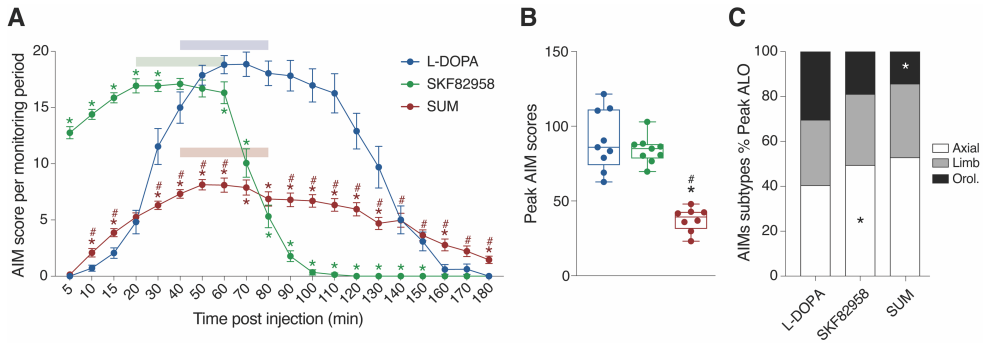 A
AIM score per monitoring period
20
15
10
5
0
5 10 15 20 30 40 50 60 70 80 90 100 110 120 130 140 150 160 170 180
Time post injection (min)
L-DOPA
SKF82958
SUM
B
Peak AIM scores
150
100
50
0
#
*
C
AIMs subtypes % Peak ALO
100
80
60
40
20
0
*
*
L-DOPA
SKF82958
SUM
Axial
Limb
Orol.